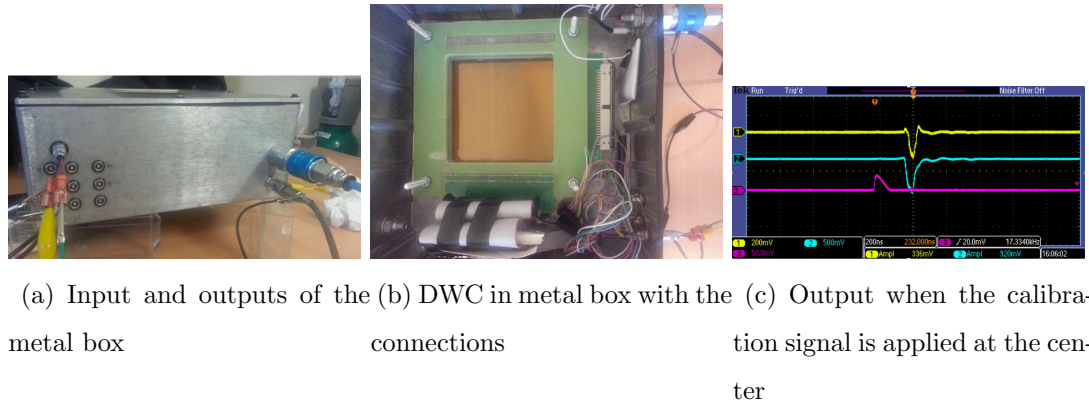 Tek Run Trig'd Noise Filter Off
1
2
3
1 200mV 2 500mV 200ns 232.000ns 3 20.0mV 17.3340kHz
3 50.0mV 1 Ampl 336mV 2 Ampl 920mV 16:06:02
(a) Input and outputs of the
metal box
(b) DWC in metal box with the
connections
(c) Output when the calibra-
tion signal is applied at the cen-
ter